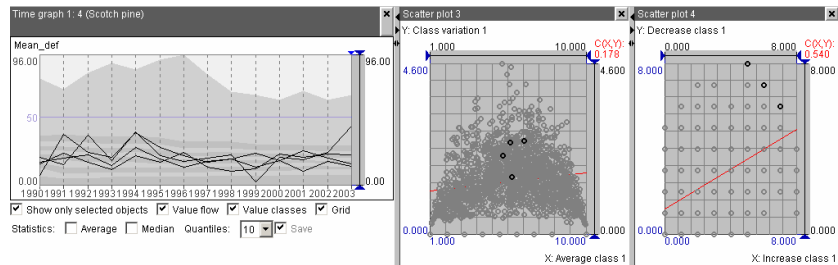 Time graph 1: 4 (Scotch pine)
Mean_def
96.00 96.00
50
0.00 0.00
1990 1991 1992 1993 1994 1995 1996 1997 1998 1999 2000 2001 2002 2003
Show only selected objects Value flow Value classes Grid
Statistics: Average Median Quantiles: 10 Save
Scatter plot 3
Y: Class variation 1
1.000 10.000 C(X,Y):
0.178
4.600 4.600
0.000 0.000
1.000 10.000
X: Average class 1
Scatter plot 4
Y: Decrease class 1
0.000 8.000 C(X,Y):
0.540
8.000 8.000
0.000 0.000
0.000 8.000
X: Increase class 1